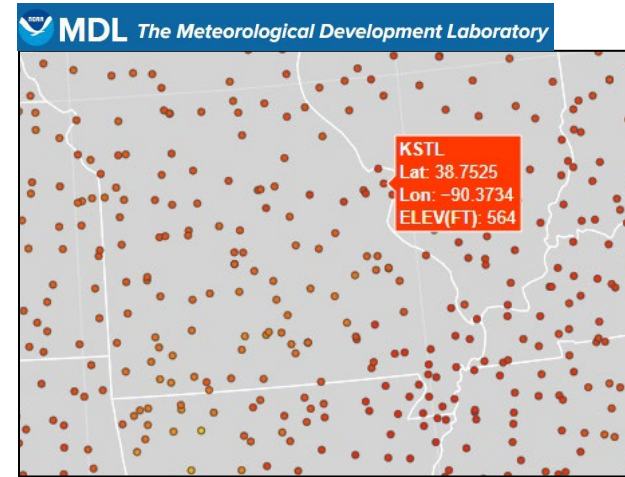 NOAA
MDL The Meteorological Development Laboratory
KSTL
Lat: 38.7525
Lon: −90.3734
ELEV(FT): 564